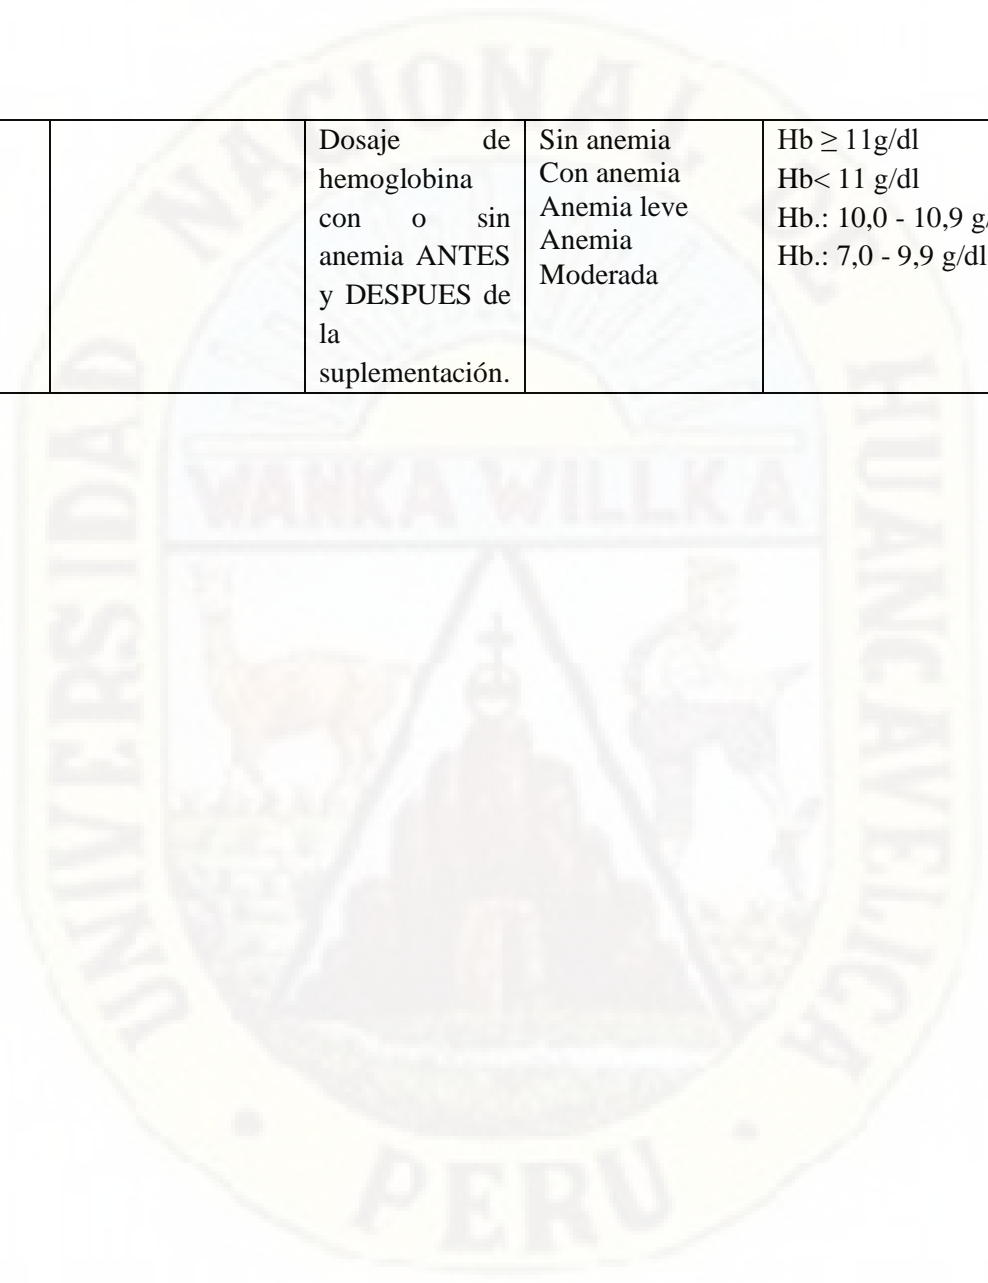 Dosaje de
hemoglobina
con o sin
anemia ANTES
y DESPUES de
la
suplementación.
Sin anemia
Con anemia
Anemia leve
Anemia
Moderada
Hb ≥ 11g/dl
Hb< 11 g/dl
Hb.: 10,0 - 10,9 g/
Hb.: 7,0 - 9,9 g/dl
UNIVERSIDAD NACIONAL DE HUANCAVELICA
WANKA WILLKA
PERU